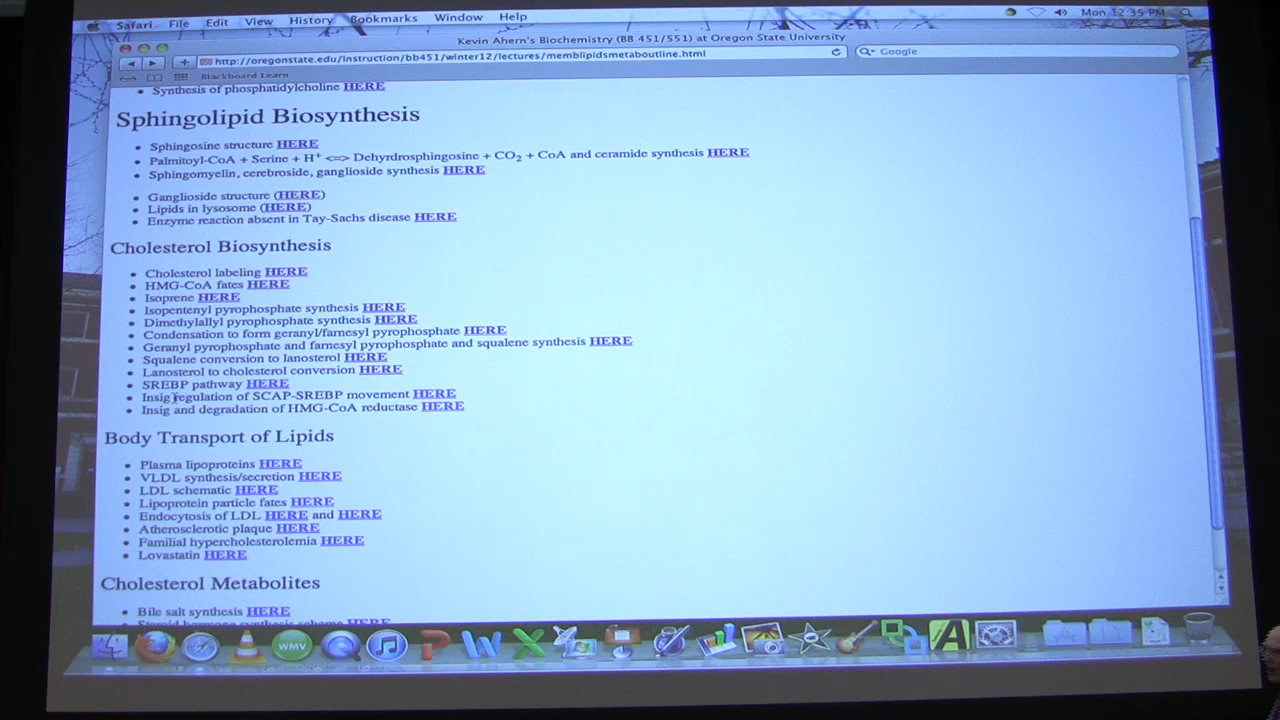 Safari File Edit View History Bookmarks Window Help Mon 12:35 PM
Kevin Ahern's Biochemistry (BB 451/551) at Oregon State University
http://oregonstate.edu/instruction/bb451/winter12/lectures/memblipidsmetaboutline.html
Google
Blackboard Learn
Synthesis of phosphatidylcholine HERE
Sphingolipid Biosynthesis
Sphingosine structure HERE
Palmitoyl-CoA + Serine + H+ <=> Dehyrdrosphingosine + CO2 + CoA and ceramide synthesis HERE
Sphingomyelin, cerebroside, ganglioside synthesis HERE
Ganglioside structure (HERE)
Lipids in lysosome (HERE)
Enzyme reaction absent in Tay-Sachs disease HERE
Cholesterol Biosynthesis
Cholesterol labeling HERE
HMG-CoA fates HERE
Isoprene HERE
Isopentenyl pyrophosphate synthesis HERE
Dimethylallyl pyrophosphate synthesis HERE
Condensation to form geranyl/farnesyl pyrophosphate HERE
Geranyl pyrophosphate and farnesyl pyrophosphate and squalene synthesis HERE
Squalene conversion to lanosterol HERE
Lanosterol to cholesterol conversion HERE
SREBP pathway HERE
Insig regulation of SCAP-SREBP movement HERE
Insig and degradation of HMG-CoA reductase HERE
Body Transport of Lipids
Plasma lipoproteins HERE
VLDL synthesis/secretion HERE
LDL schematic HERE
Lipoprotein particle fates HERE
Endocytosis of LDL HERE and HERE
Atherosclerotic plaque HERE
Familial hypercholesterolemia HERE
Lovastatin HERE
Cholesterol Metabolites
Bile salt synthesis HERE
Steroid hormone synthesis scheme HERE
WMV